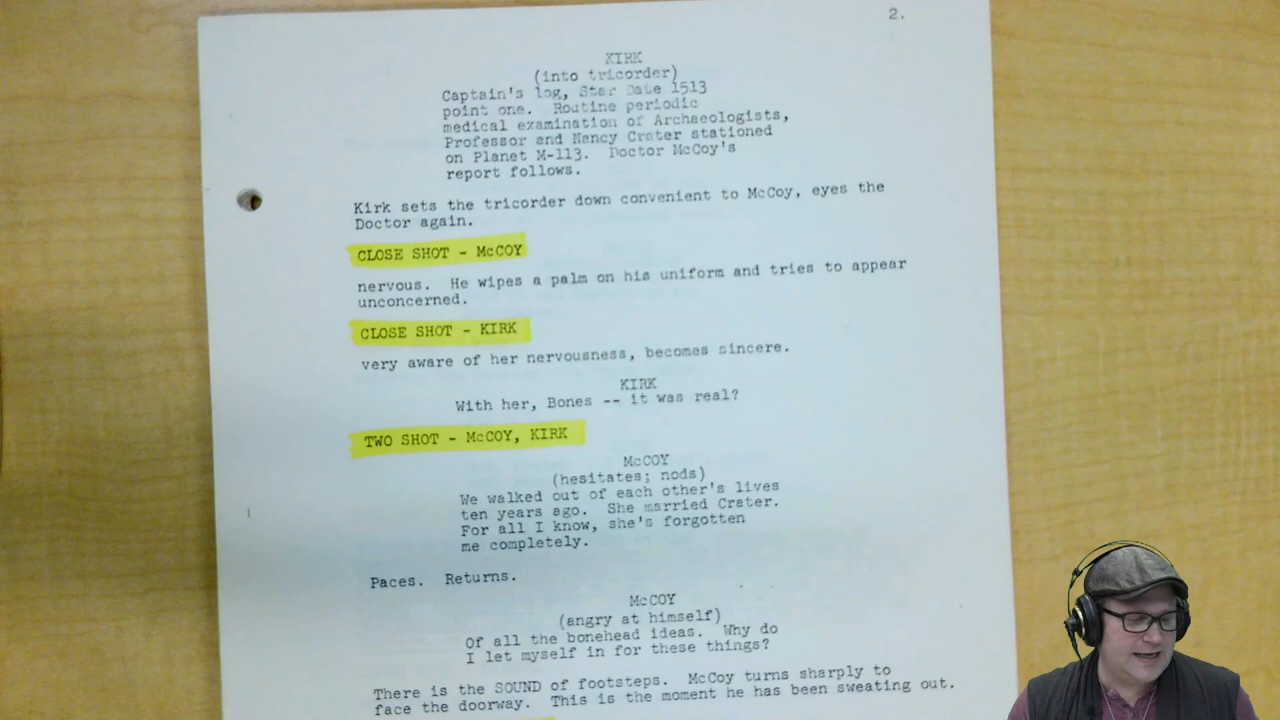 2.
KIRK
(into tricorder)
Captain's log, Star Date 1513
point one. Routine periodic
medical examination of Archaeologists,
Professor and Nancy Crater stationed
on Planet M-113. Doctor McCoy's
report follows.
Kirk sets the tricorder down convenient to McCoy, eyes the
Doctor again.
CLOSE SHOT - McCOY
nervous. He wipes a palm on his uniform and tries to appear
unconcerned.
CLOSE SHOT - KIRK
very aware of her nervousness, becomes sincere.
KIRK
With her, Bones -- it was real?
TWO SHOT - McCOY, KIRK
McCOY
(hesitates; nods)
We walked out of each other's lives
ten years ago. She married Crater.
For all I know, she's forgotten
me completely.
Paces. Returns.
McCOY
(angry at himself)
Of all the bonehead ideas. Why do
I let myself in for these things?
There is the SOUND of footsteps. McCoy turns sharply to
face the doorway. This is the moment he has been sweating out.